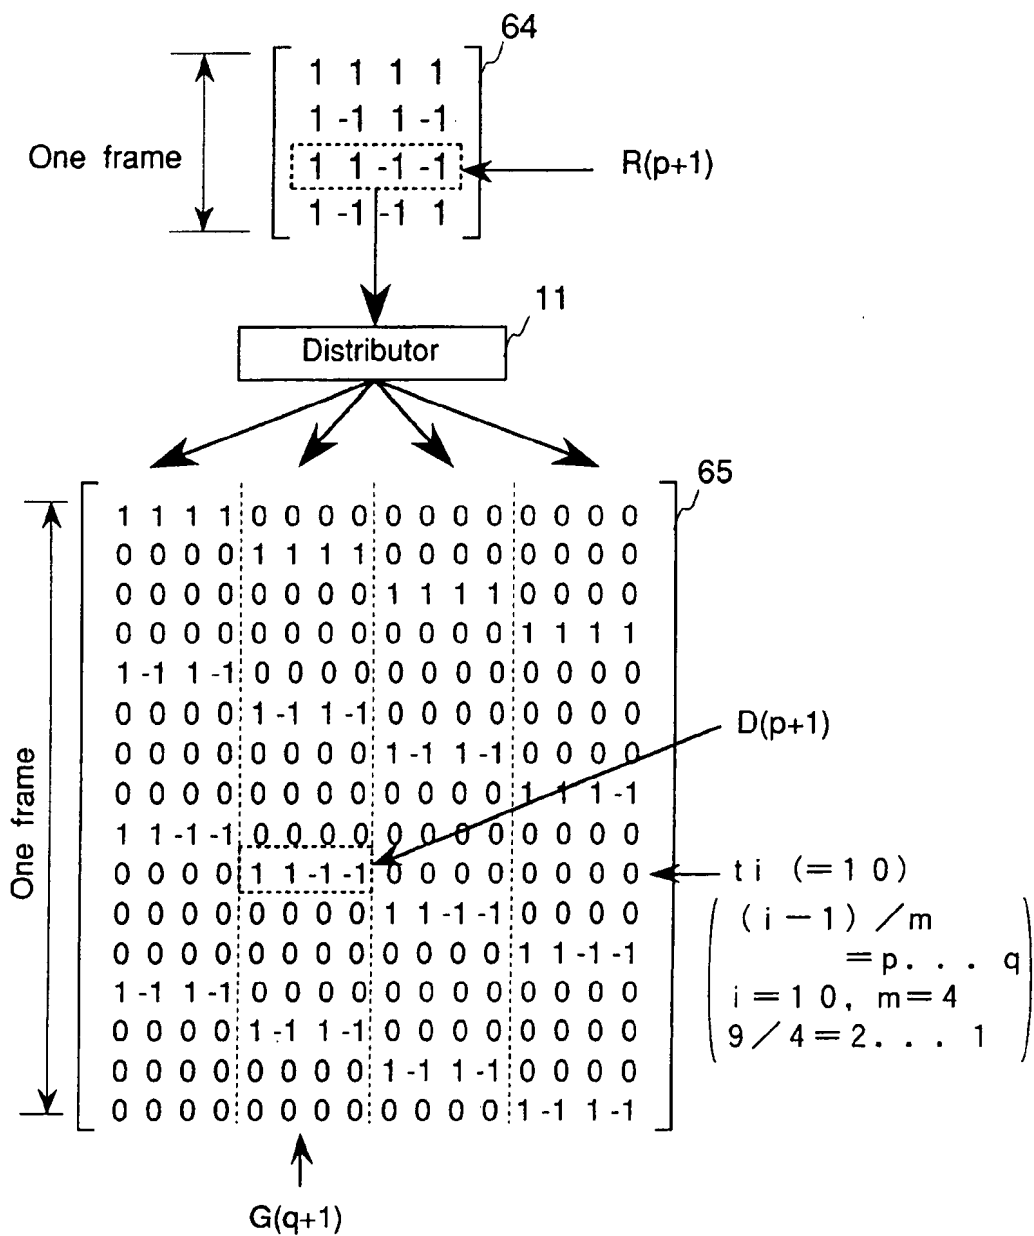 64
1 1 1 1
1 -1 1 -1
One frame
1 1 -1 -1
R(p+1)
1 -1 -1 1
11
Distributor
65
1 1 1 1 0 0 0 0 0 0 0 0 0 0 0 0
0 0 0 0 1 1 1 1 0 0 0 0 0 0 0 0
0 0 0 0 0 0 0 0 1 1 1 1 0 0 0 0
0 0 0 0 0 0 0 0 0 0 0 0 1 1 1 1
1 -1 1 -1 0 0 0 0 0 0 0 0 0 0 0 0
0 0 0 0 1 -1 1 -1 0 0 0 0 0 0 0 0
D(p+1)
0 0 0 0 0 0 0 0 1 -1 1 -1 0 0 0 0
0 0 0 0 0 0 0 0 0 0 0 0 1 1 1 -1
One frame
1 1 -1 -1 0 0 0 0 0 0 0 0 0 0 0 0
0 0 0 0 1 1 -1 -1 0 0 0 0 0 0 0 0
ti (=10)
0 0 0 0 0 0 0 0 1 1 -1 -1 0 0 0 0
(i-1)/m
0 0 0 0 0 0 0 0 0 0 0 0 1 1 -1 -1
=p... q
1 -1 1 -1 0 0 0 0 0 0 0 0 0 0 0 0
i=10, m=4
0 0 0 0 1 -1 1 -1 0 0 0 0 0 0 0 0
9/4=2... 1
0 0 0 0 0 0 0 0 1 -1 1 -1 0 0 0 0
0 0 0 0 0 0 0 0 0 0 0 0 1 -1 1 -1
G(q+1)